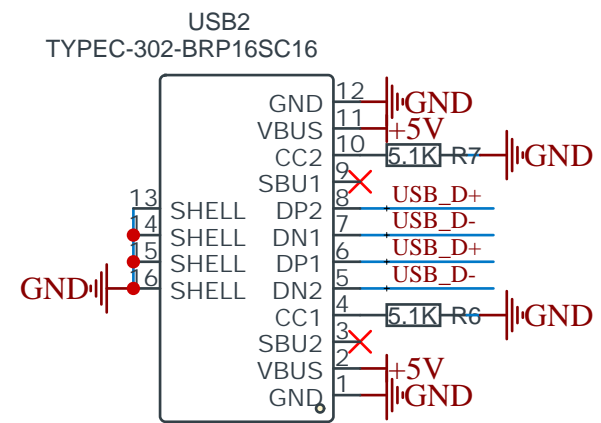 USB2
TYPEC-302-BRP16SC16
GND 12 GND
VBUS 11 +5V
CC2 10 5.1K R7 GND
SBU1 9
13 SHELL DP2 8 USB_D+
14 SHELL DN1 7 USB_D-
15 SHELL DP1 6 USB_D+
GND 16 SHELL DN2 5 USB_D-
CC1 4 5.1K R6 GND
SBU2 3
VBUS 2 +5V
GND 1 GND